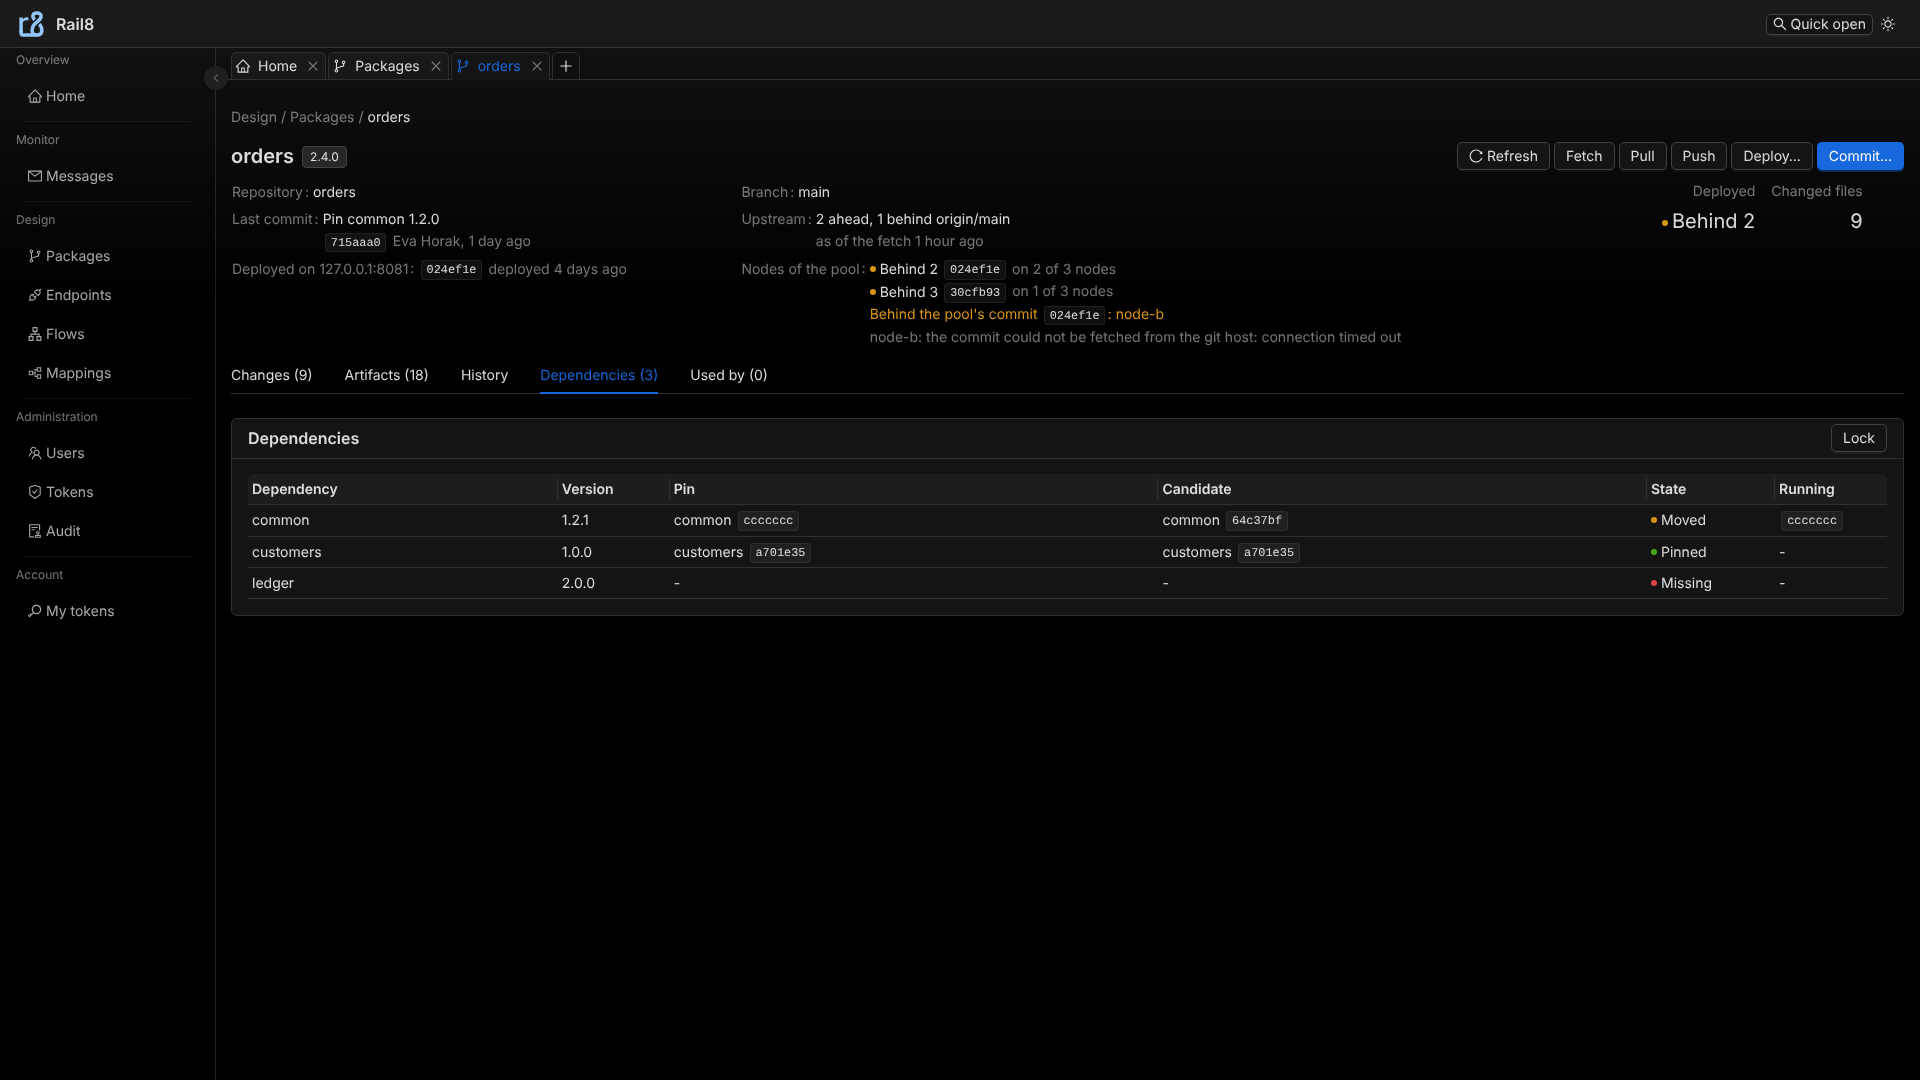 r8 Rail8
Quick open
Overview
Home
Monitor
Messages
Design
Packages
Endpoints
Flows
Mappings
Administration
Users
Tokens
Audit
Account
My tokens
Home Packages orders
Design / Packages / orders
orders 2.4.0
Refresh Fetch Pull Push Deploy... Commit...
Repository: orders
Last commit: Pin common 1.2.0
715aaa0 Eva Horak, 1 day ago
Deployed on 127.0.0.1:8081: 024ef1e deployed 4 days ago
Branch: main
Upstream: 2 ahead, 1 behind origin/main
as of the fetch 1 hour ago
Nodes of the pool: Behind 2 024ef1e on 2 of 3 nodes
Behind 3 30cfb93 on 1 of 3 nodes
Behind the pool's commit 024ef1e : node-b
node-b: the commit could not be fetched from the git host: connection timed out
Deployed Changed files
Behind 2 9
Changes (9) Artifacts (18) History Dependencies (3) Used by (0)
Dependencies Lock
Dependency Version Pin Candidate State Running
common 1.2.1 common ccccccc common 64c37bf Moved ccccccc
customers 1.0.0 customers a701e35 customers a701e35 Pinned -
ledger 2.0.0 - - Missing -